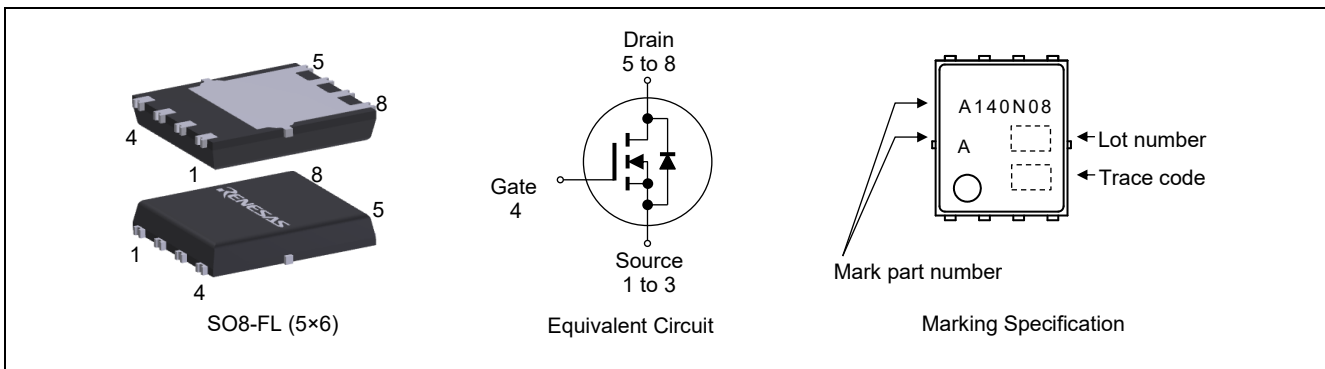 5
8
4
1
8
RENESAS
5
1
4
SO8-FL (5×6)
Drain
5 to 8
Gate
4
Source
1 to 3
Equivalent Circuit
A140N08
A
Lot number
Trace code
Mark part number
Marking Specification